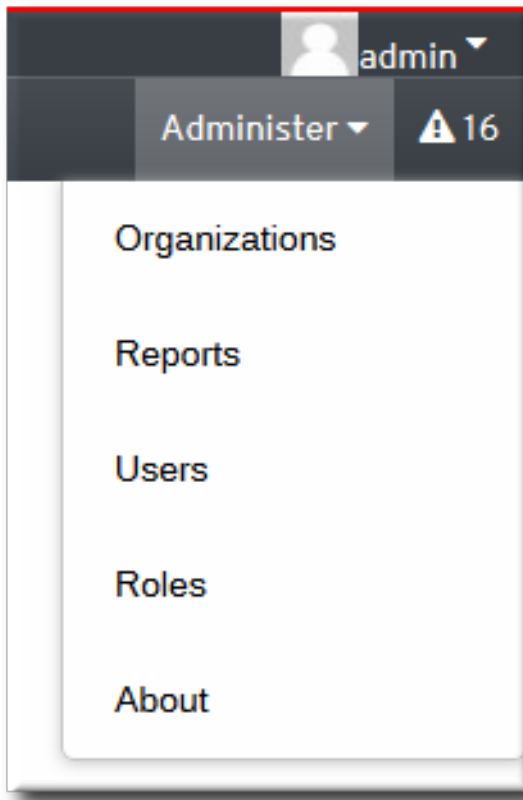 admin
Administer 16
Organizations
Reports
Users
Roles
About